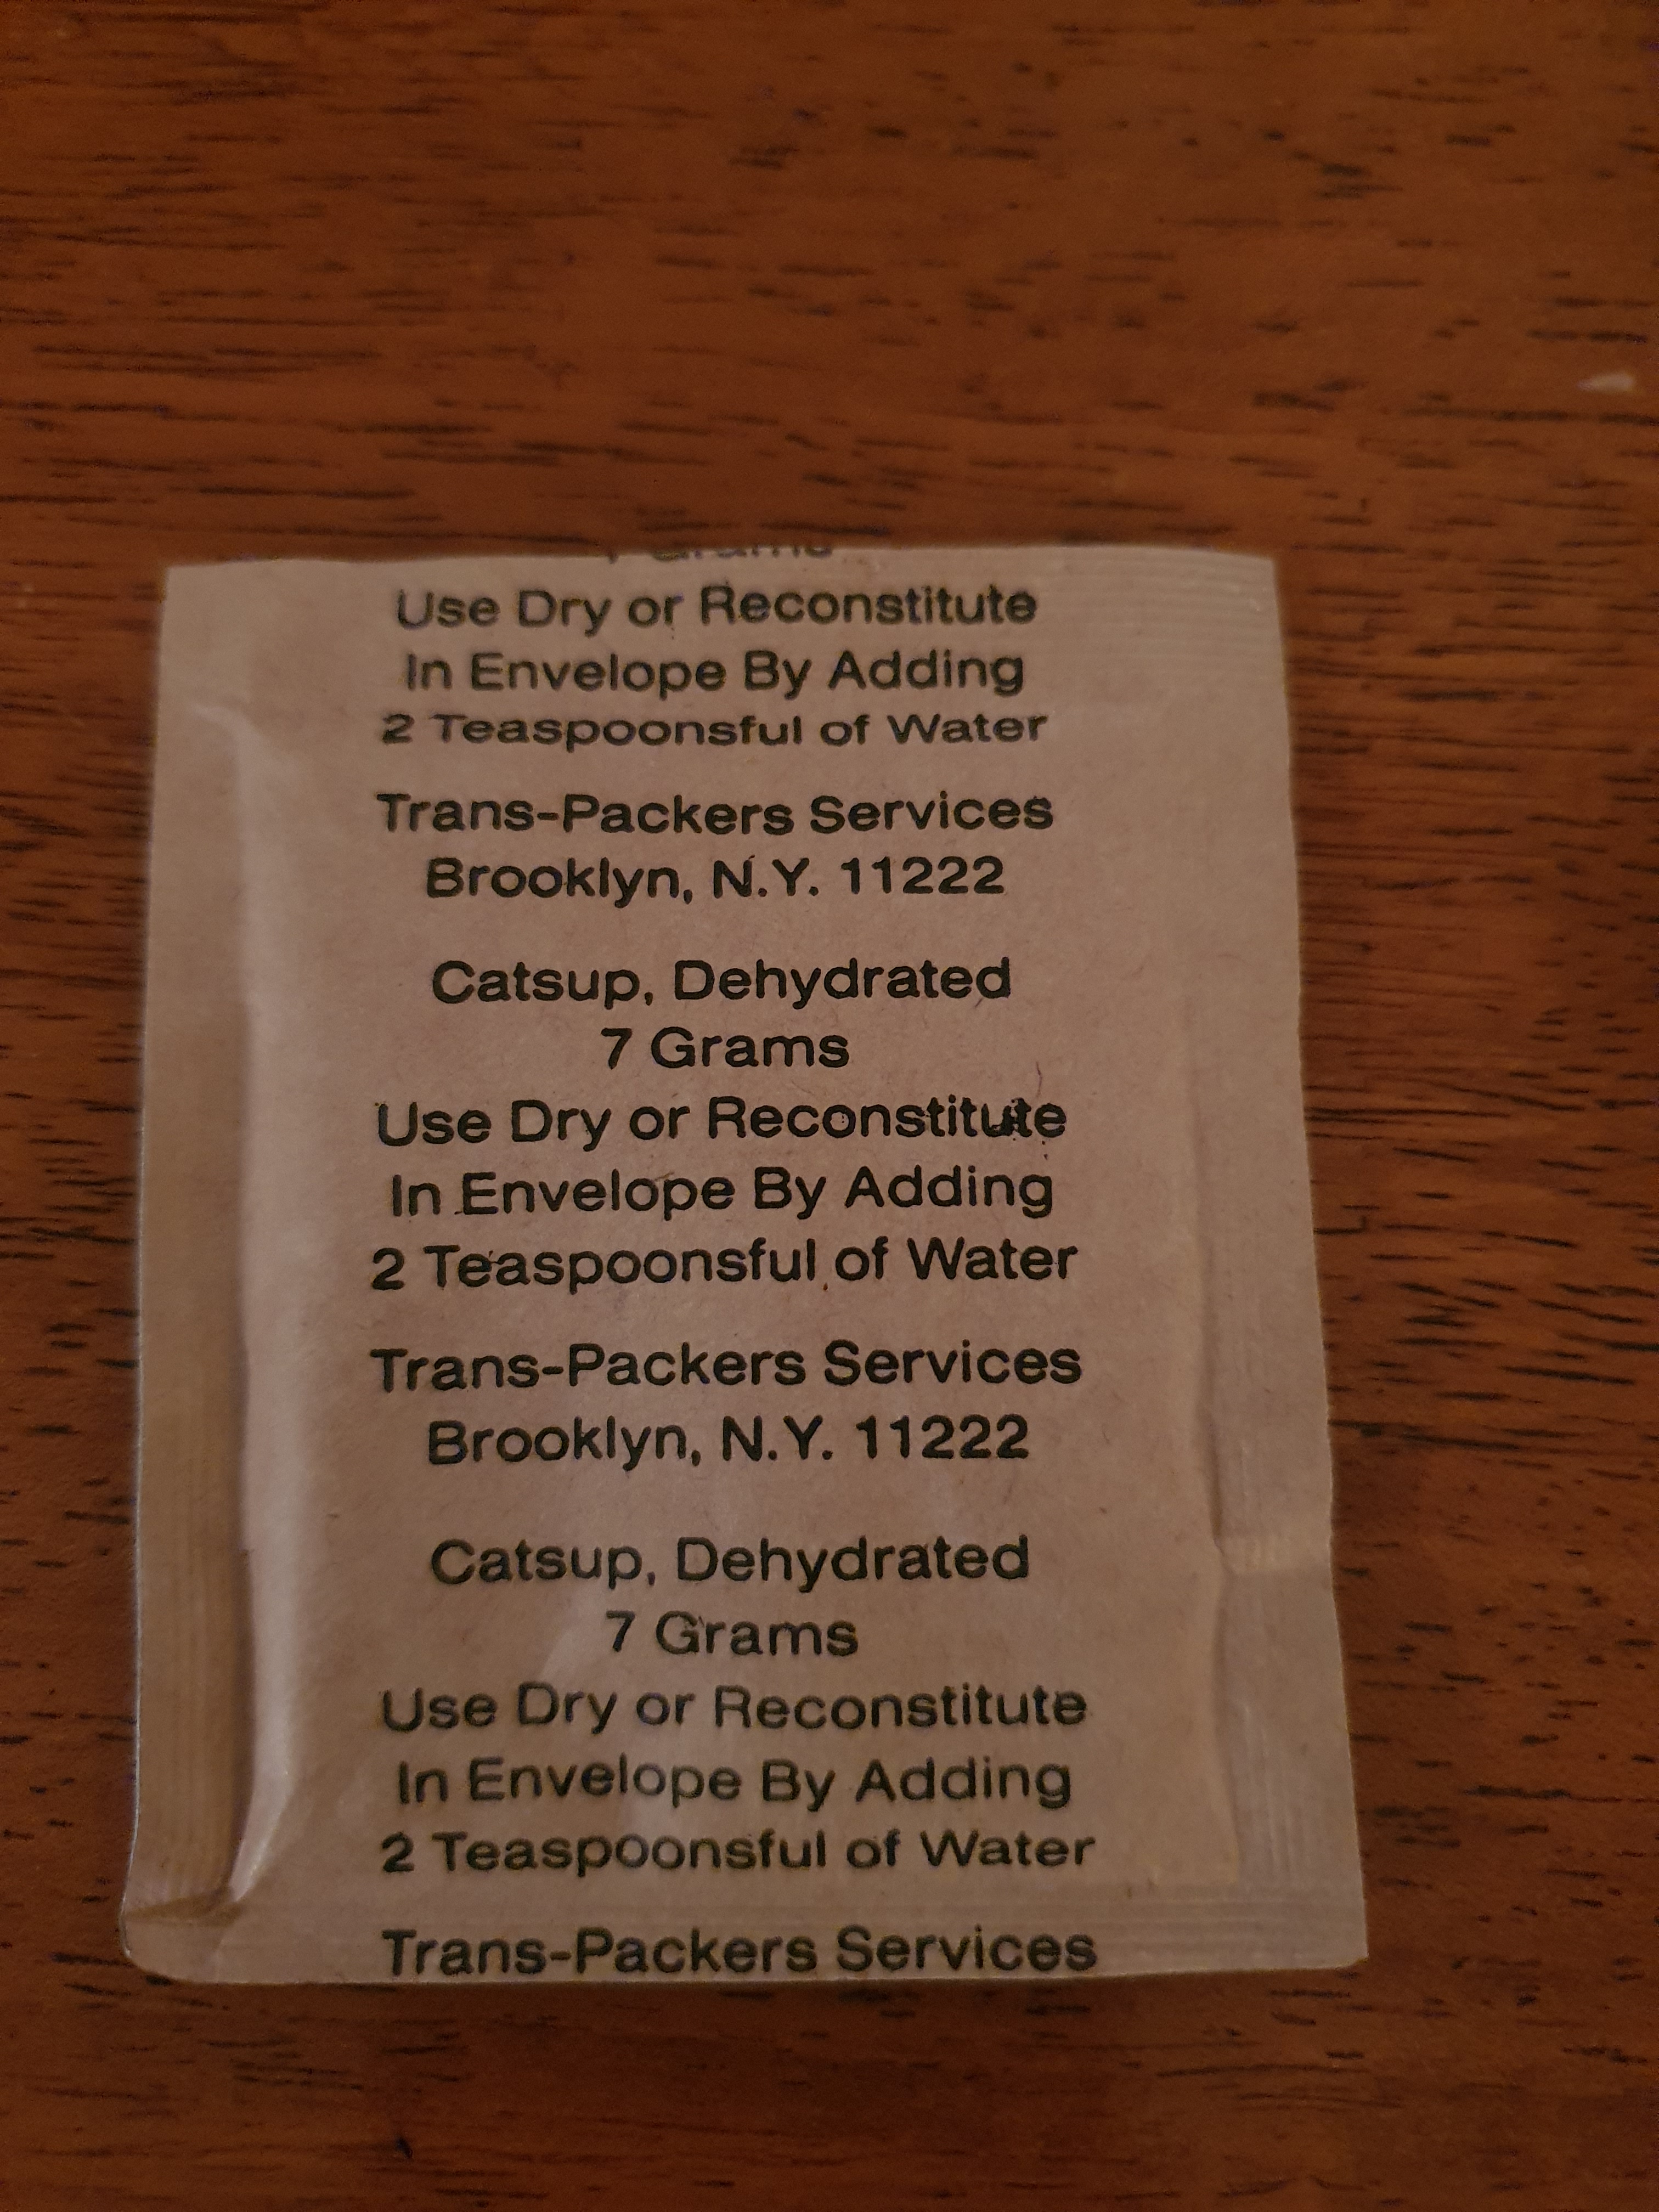 Use Dry or Reconstitute
In Envelope By Adding
2 Teaspoonsful of Water
Trans-Packers Services
Brooklyn, N.Y. 11222
Catsup, Dehydrated
7 Grams
Use Dry or Reconstitute
In Envelope By Adding
2 Teaspoonsful of Water
Trans-Packers Services
Brooklyn, N.Y. 11222
Catsup, Dehydrated
7 Grams
Use Dry or Reconstitute
In Envelope By Adding
2 Teaspoonsful of Water
Trans-Packers Services